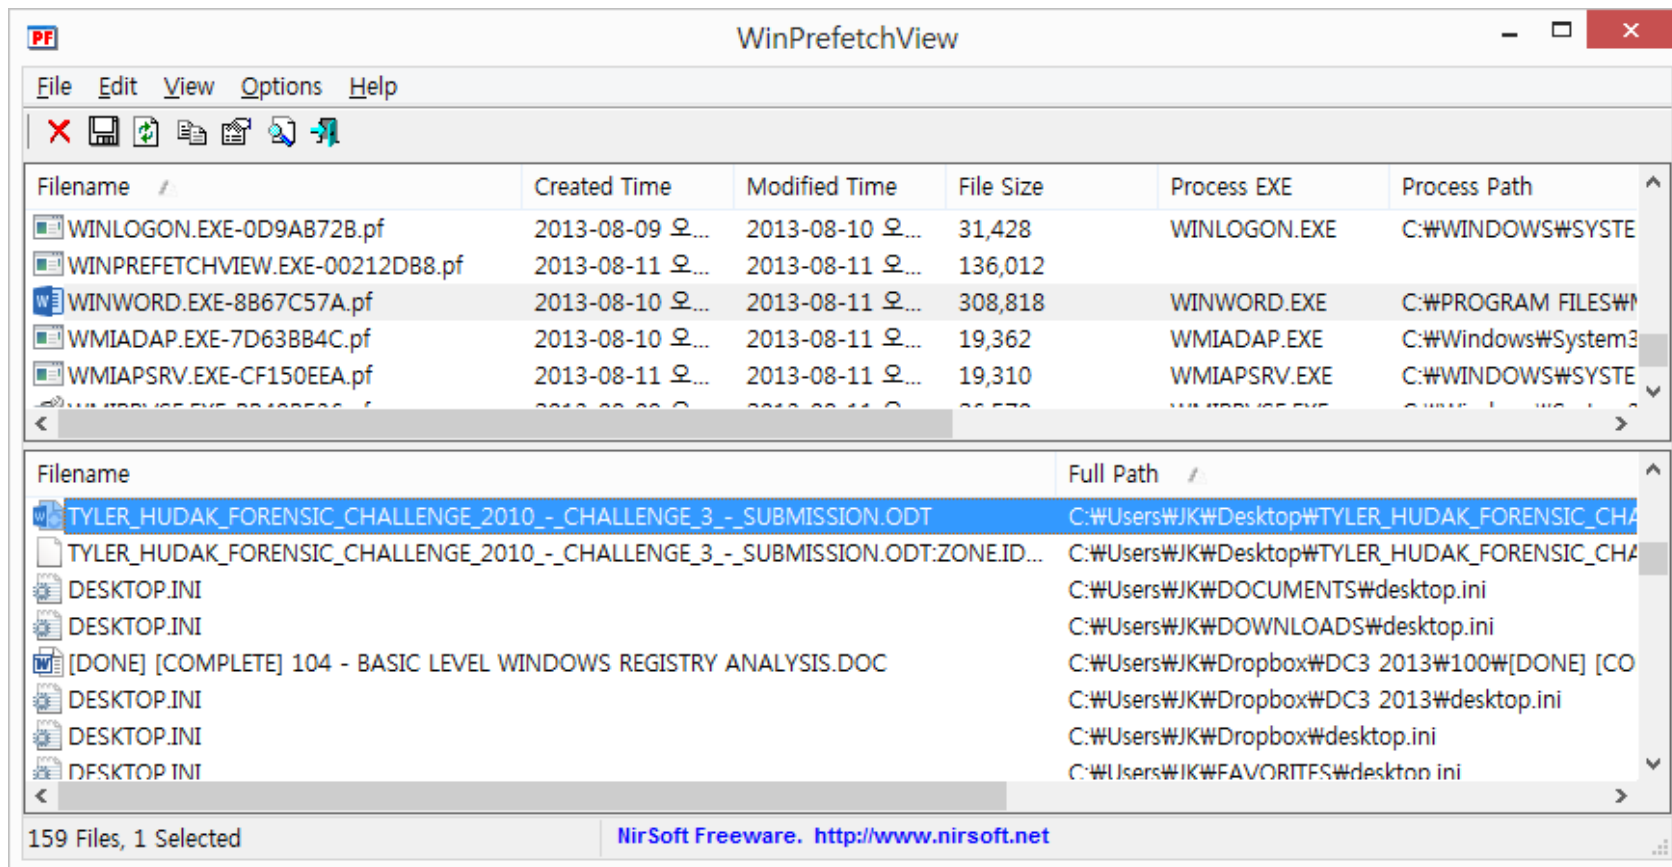 PF WinPrefetchView
File Edit View Options Help
Filename Created Time Modified Time File Size Process EXE Process Path
WINLOGON.EXE-0D9AB72B.pf 2013-08-09 오... 2013-08-10 오... 31,428 WINLOGON.EXE C:₩WINDOWS₩SYSTE
WINPREFETCHVIEW.EXE-00212DB8.pf 2013-08-11 오... 2013-08-11 오... 136,012
WINWORD.EXE-8B67C57A.pf 2013-08-10 오... 2013-08-11 오... 308,818 WINWORD.EXE C:₩PROGRAM FILES₩M
WMIADAP.EXE-7D63BB4C.pf 2013-08-10 오... 2013-08-11 오... 19,362 WMIADAP.EXE C:₩Windows₩System3
WMIAPSRV.EXE-CF150EEA.pf 2013-08-11 오... 2013-08-11 오... 19,310 WMIAPSRV.EXE C:₩WINDOWS₩SYSTE
Filename Full Path
TYLER_HUDAK_FORENSIC_CHALLENGE_2010_-_CHALLENGE_3_-_SUBMISSION.ODT C:₩Users₩JK₩Desktop₩TYLER_HUDAK_FORENSIC_CHA
TYLER_HUDAK_FORENSIC_CHALLENGE_2010_-_CHALLENGE_3_-_SUBMISSION.ODT:ZONE.ID... C:₩Users₩JK₩Desktop₩TYLER_HUDAK_FORENSIC_CHA
DESKTOP.INI C:₩Users₩JK₩DOCUMENTS₩desktop.ini
DESKTOP.INI C:₩Users₩JK₩DOWNLOADS₩desktop.ini
[DONE] [COMPLETE] 104 - BASIC LEVEL WINDOWS REGISTRY ANALYSIS.DOC C:₩Users₩JK₩Dropbox₩DC3 2013₩100₩[DONE] [CO
DESKTOP.INI C:₩Users₩JK₩Dropbox₩DC3 2013₩desktop.ini
DESKTOP.INI C:₩Users₩JK₩Dropbox₩desktop.ini
DESKTOP.INI C:₩Users₩JK₩FAVORITES₩desktop.ini
159 Files, 1 Selected NirSoft Freeware. http://www.nirsoft.net